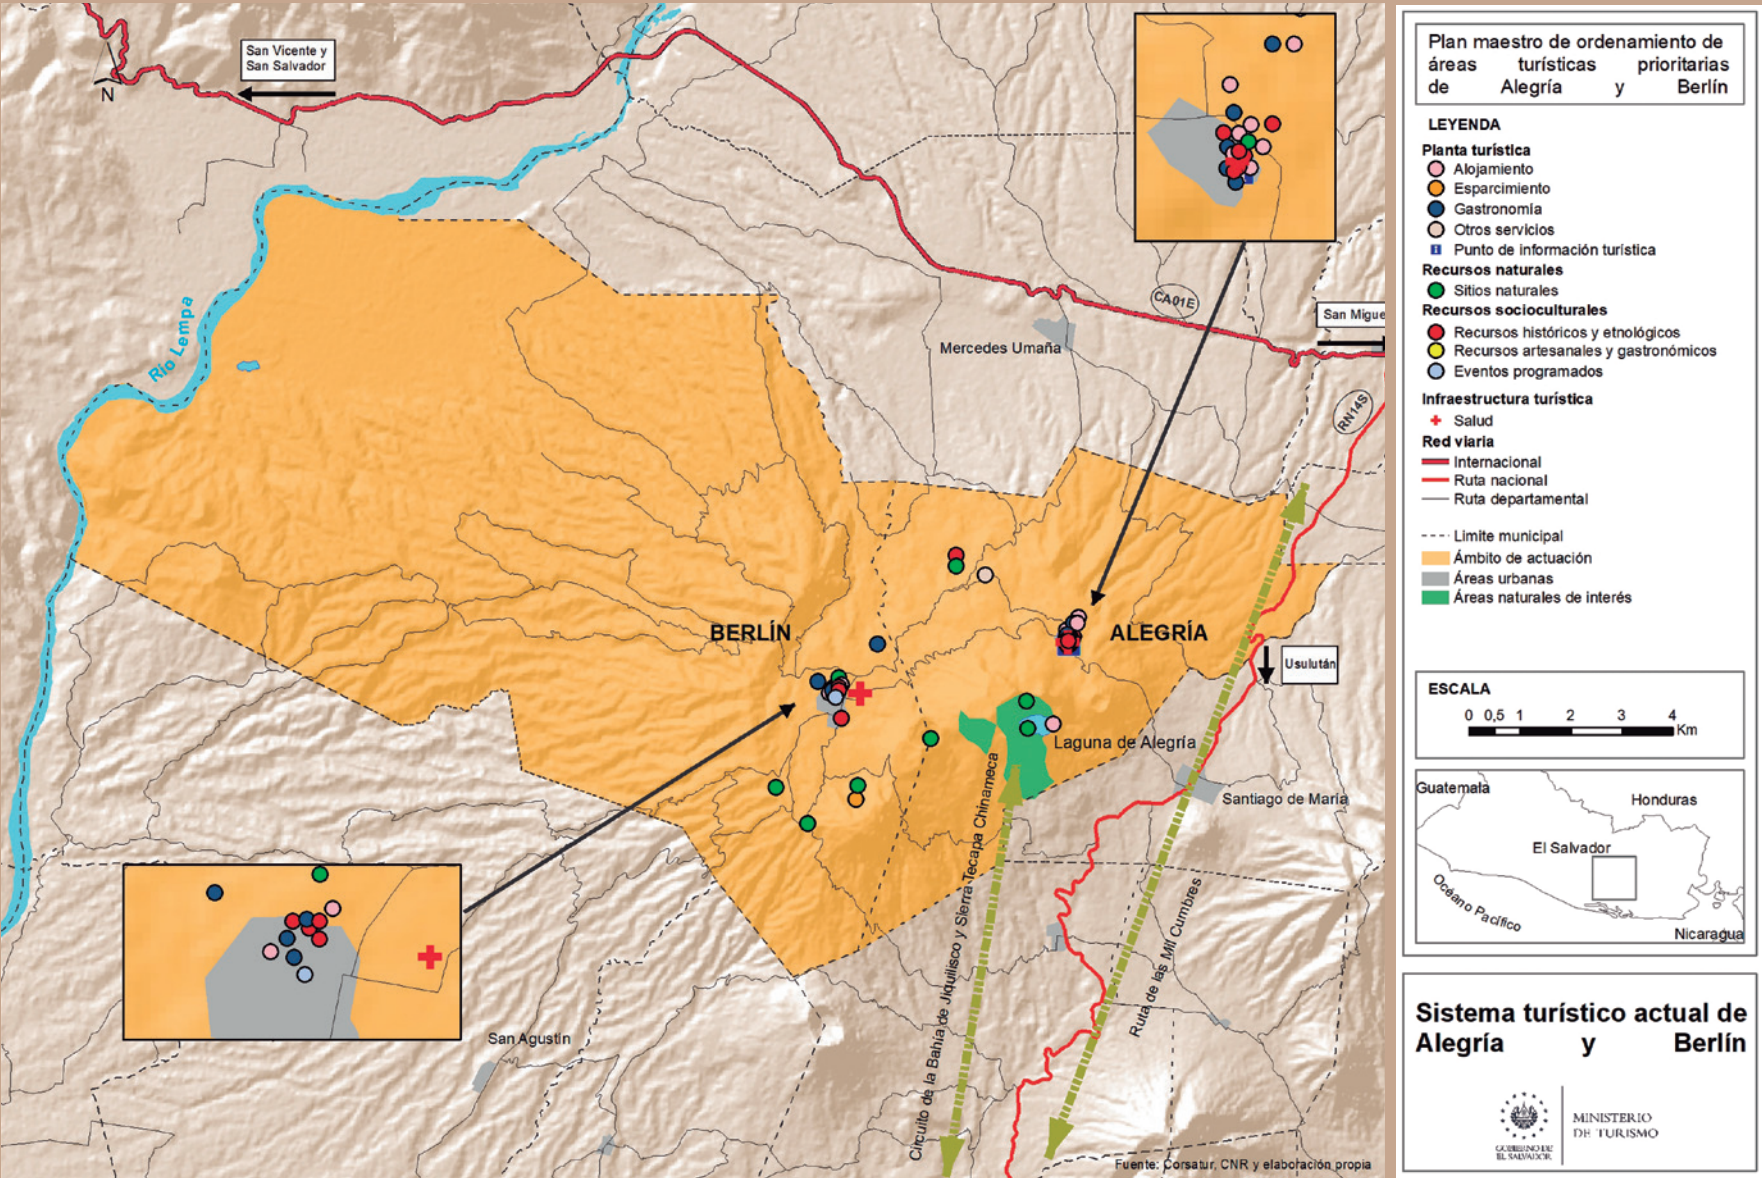 San Vicente y
San Salvador
N
Río Lempa
CA01E
San Migue
Mercedes Umaña
RN14S
BERLÍN
ALEGRÍA
Usulután
Laguna de Alegría
Santiago de María
Circuito de la Bahía de Jiquilisco y Sierra Tecapa Chinameca
Ruta de las Mil Cumbres
San Agustín
Fuente: Corsatur, CNR y elaboración propia
Plan maestro de ordenamiento de
áreas turísticas prioritarias
de Alegría y Berlín
LEYENDA
Planta turística
Alojamiento
Esparcimiento
Gastronomía
Otros servicios
Punto de información turística
Recursos naturales
Sitios naturales
Recursos socioculturales
Recursos históricos y etnológicos
Recursos artesanales y gastronómicos
Eventos programados
Infraestructura turística
Salud
Red viaria
Internacional
Ruta nacional
Ruta departamental
Limite municipal
Ámbito de actuación
Áreas urbanas
Áreas naturales de interés
ESCALA
0 0,5 1 2 3 4
Km
Guatemala
Honduras
El Salvador
Océano Pacífico
Nicaragua
Sistema turístico actual de
Alegría y Berlín
MINISTERIO
DE TURISMO
GOBIERNO DE
EL SALVADOR